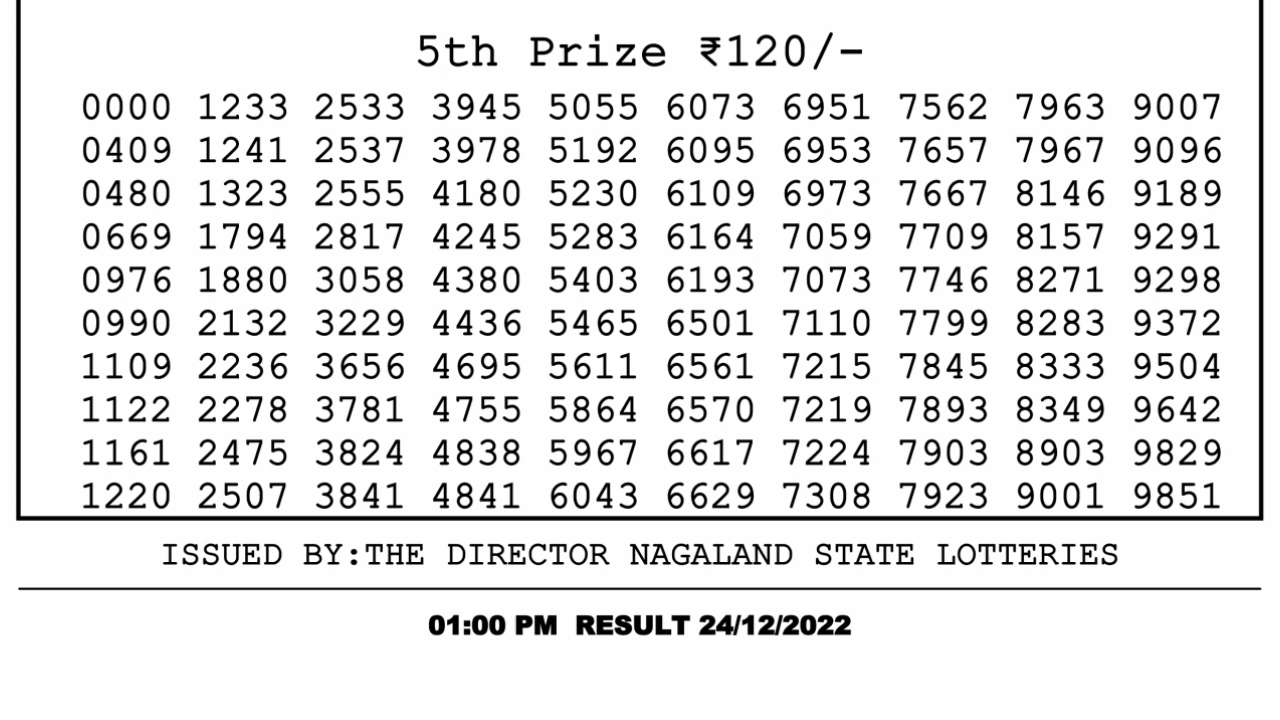 5th Prize ₹120/-
0000 1233 2533 3945 5055 6073 6951 7562 7963 9007
0409 1241 2537 3978 5192 6095 6953 7657 7967 9096
0480 1323 2555 4180 5230 6109 6973 7667 8146 9189
0669 1794 2817 4245 5283 6164 7059 7709 8157 9291
0976 1880 3058 4380 5403 6193 7073 7746 8271 9298
0990 2132 3229 4436 5465 6501 7110 7799 8283 9372
1109 2236 3656 4695 5611 6561 7215 7845 8333 9504
1122 2278 3781 4755 5864 6570 7219 7893 8349 9642
1161 2475 3824 4838 5967 6617 7224 7903 8903 9829
1220 2507 3841 4841 6043 6629 7308 7923 9001 9851
ISSUED BY:THE DIRECTOR NAGALAND STATE LOTTERIES
01:00 PM RESULT 24/12/2022